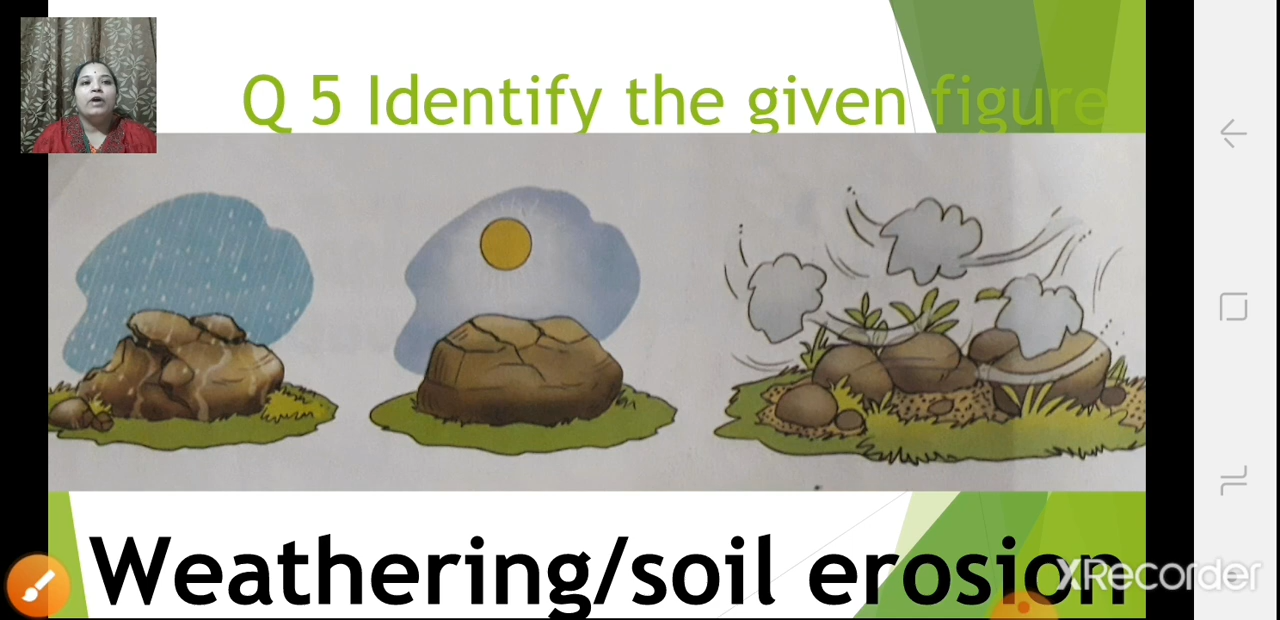 Q 5 Identify the given figure
Weathering/soil erosion
XRecorder